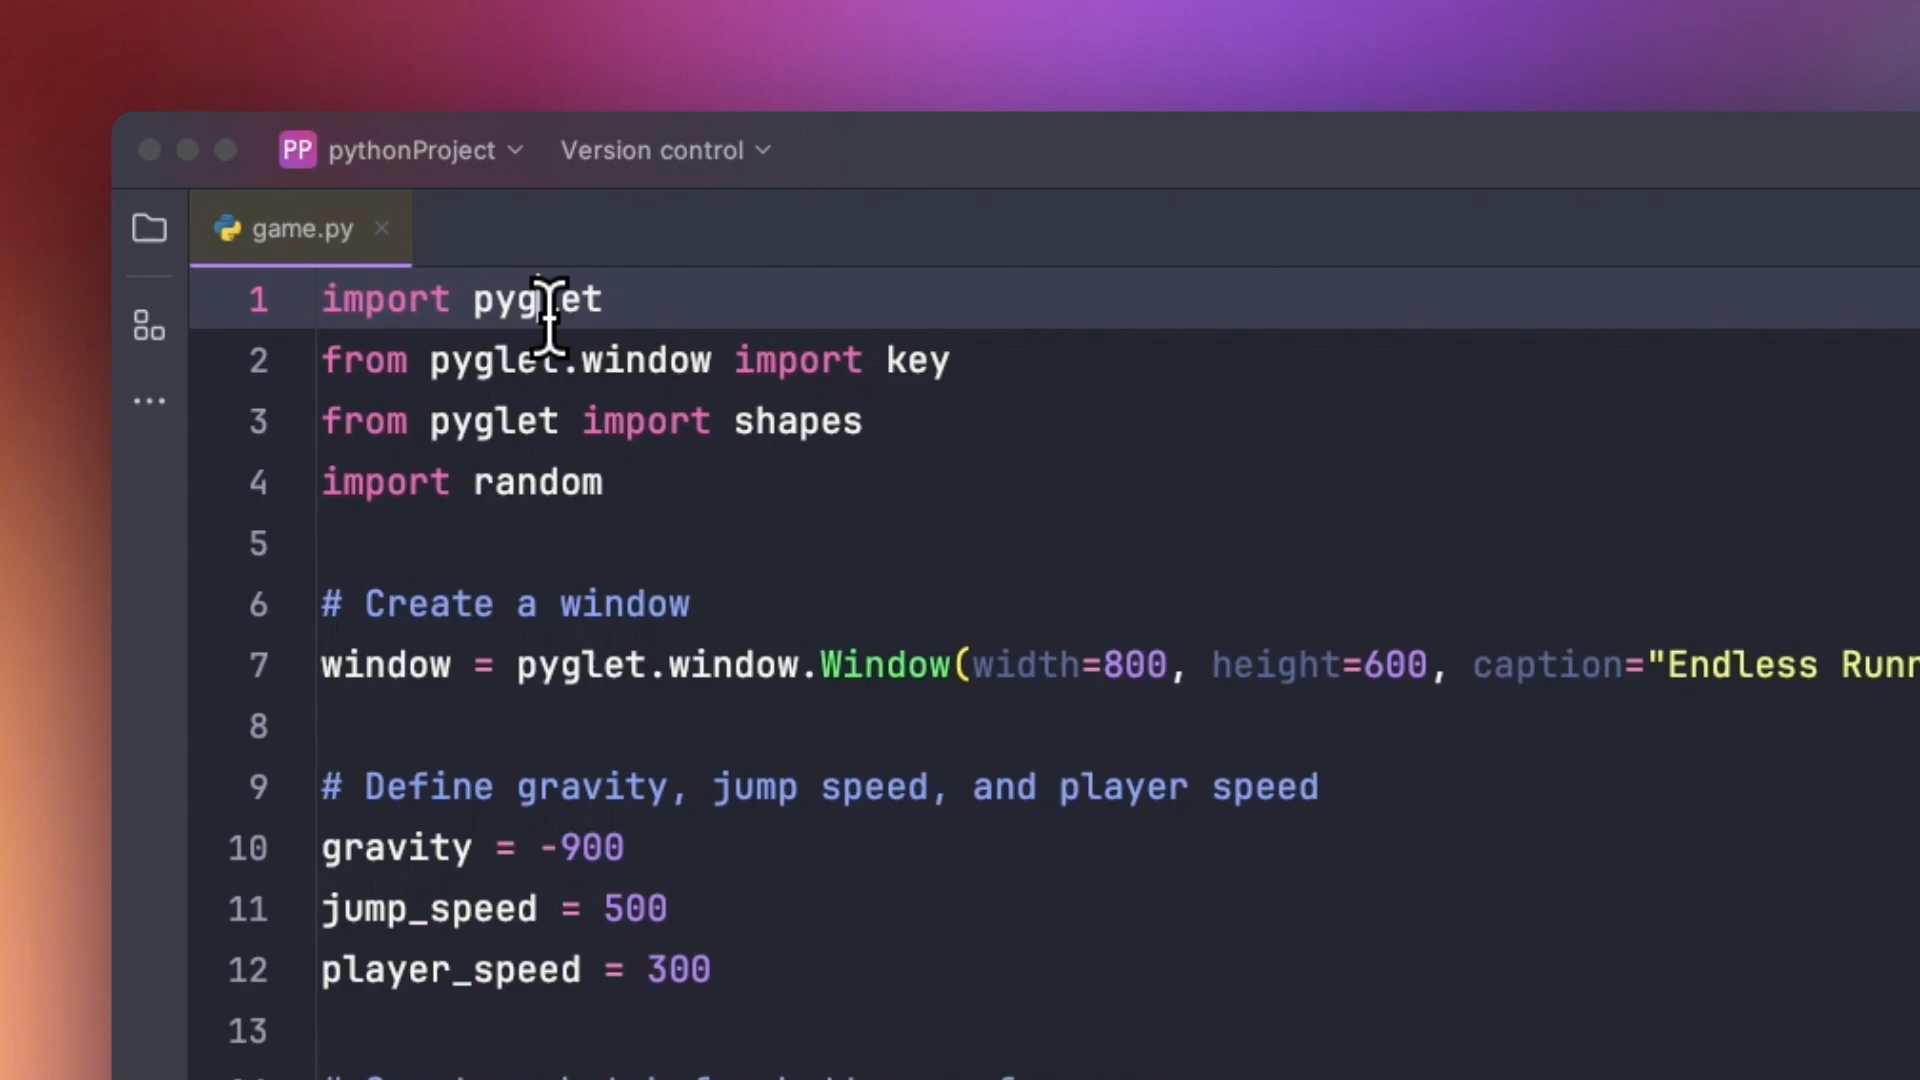 PP pythonProject Version control
game.py
1 import pyglet
2 from pyglet.window import key
3 from pyglet import shapes
4 import random
5
6 # Create a window
7 window = pyglet.window.Window(width=800, height=600, caption="Endless Runn
8
9 # Define gravity, jump speed, and player speed
10 gravity = -900
11 jump_speed = 500
12 player_speed = 300
13